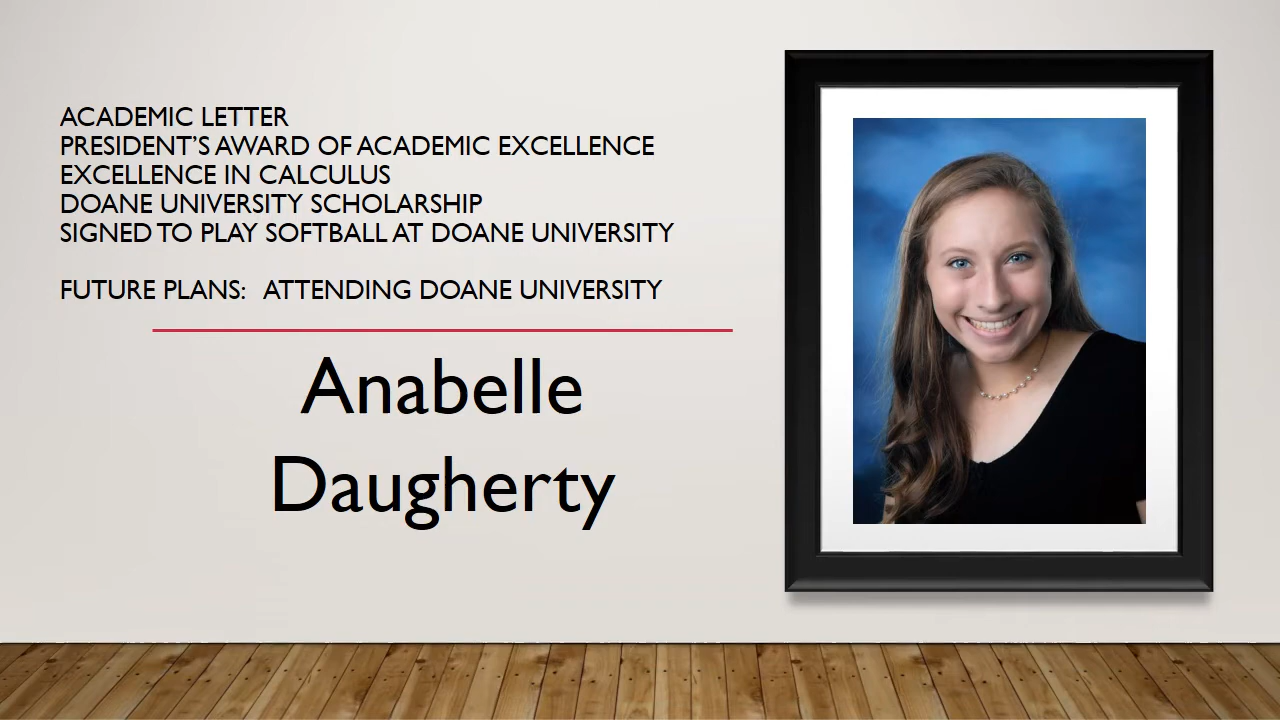 ACADEMIC LETTER
PRESIDENT’S AWARD OF ACADEMIC EXCELLENCE
EXCELLENCE IN CALCULUS
DOANE UNIVERSITY SCHOLARSHIP
SIGNED TO PLAY SOFTBALL AT DOANE UNIVERSITY
FUTURE PLANS: ATTENDING DOANE UNIVERSITY
Anabelle
Daugherty